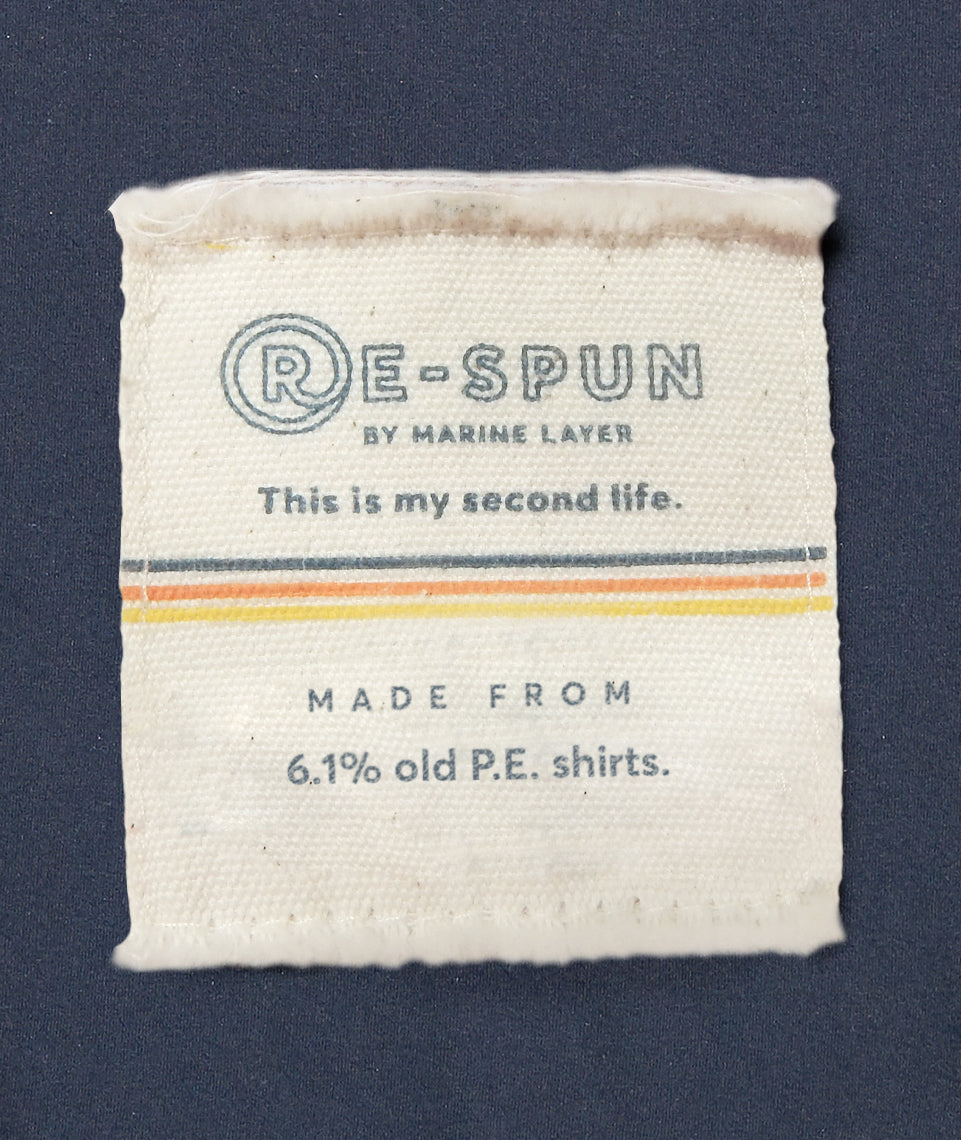 RE-SPUN
BY MARINE LAYER
This is my second life.
MADE FROM
6.1% old P.E. shirts.